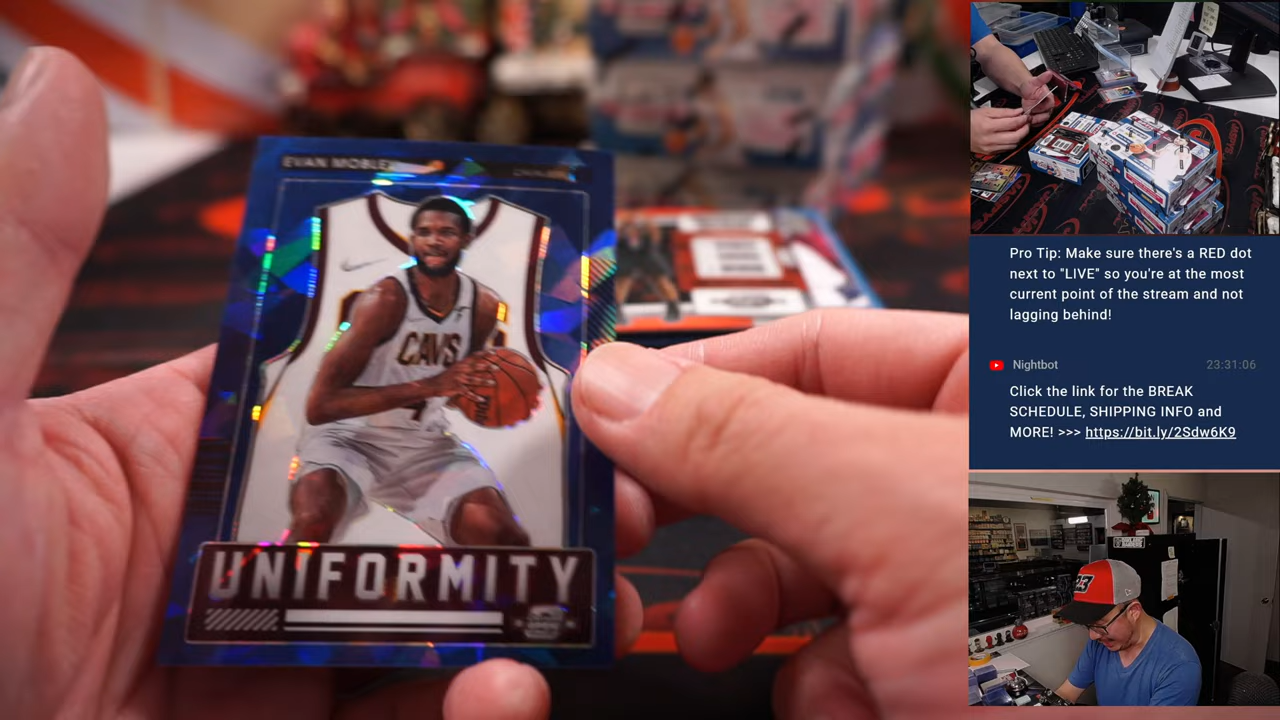 EVAN MOBLEY
CAVS
4
UNIFORMITY
Pro Tip: Make sure there's a RED dot
next to "LIVE" so you're at the most
current point of the stream and not
lagging behind!
Nightbot 23:31:06
Click the link for the BREAK
SCHEDULE, SHIPPING INFO and
MORE! >>> https://bit.ly/2Sdw6K9
23